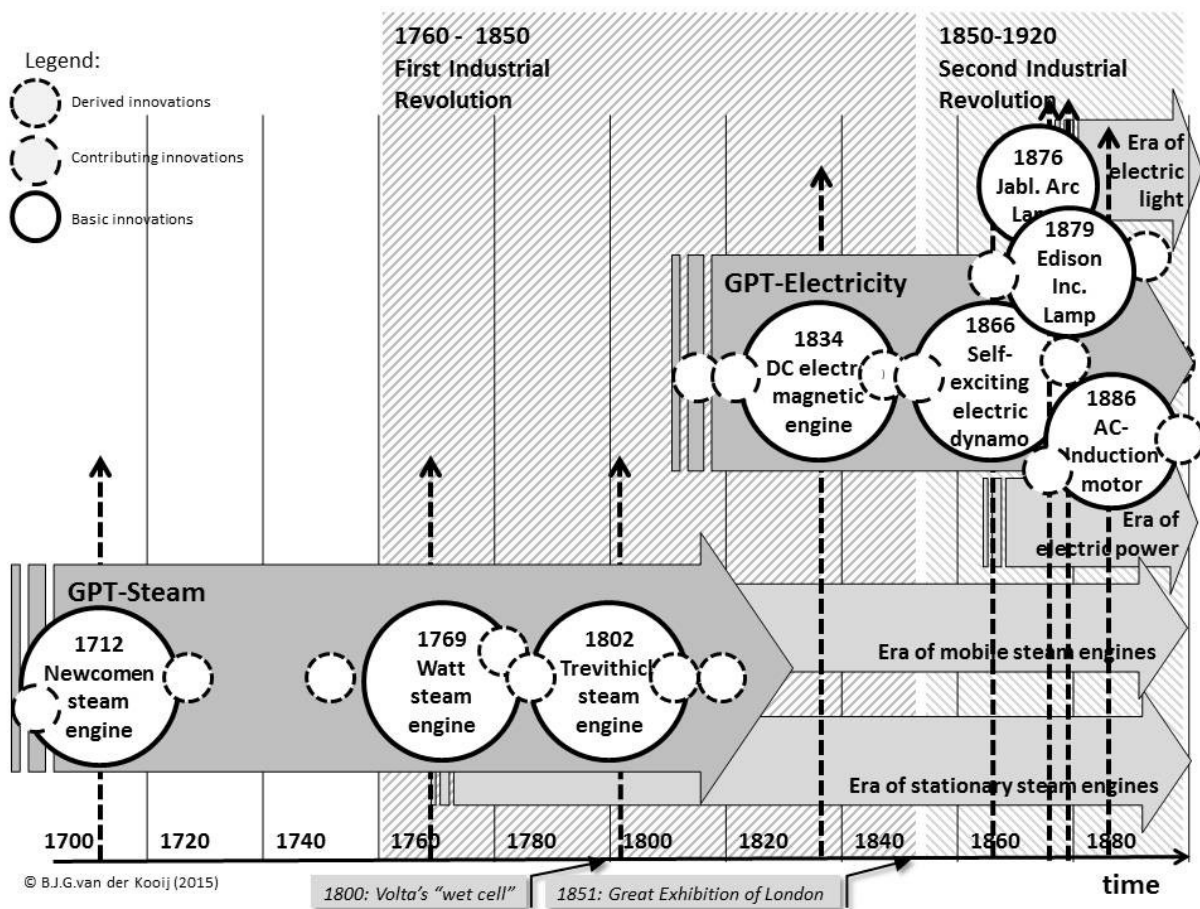 Legend:
Derived innovations
Contributing innovations
Basic innovations
1760 - 1850
First Industrial
Revolution
1850-1920
Second Industrial
Revolution
Era of
electric
light
1876
Jabl. Arc
1879
Edison
Inc.
Lamp
GPT-Electricity
1834
DC electr
magnetic
engine
1866
Self-
exciting
electric
dynamo
1886
AC-
Induction
motor
Era of
electric power
GPT-Steam
1712
Newcomen
steam
engine
1769
Watt
steam
engine
1802
Trevithick
steam
engine
Era of mobile steam engines
Era of stationary steam engines
1700 1720 1740 1760 1780 1800 1820 1840 1860 1880
time
© B.J.G.van der Kooij (2015)
1800: Volta's “wet cell”
1851: Great Exhibition of London